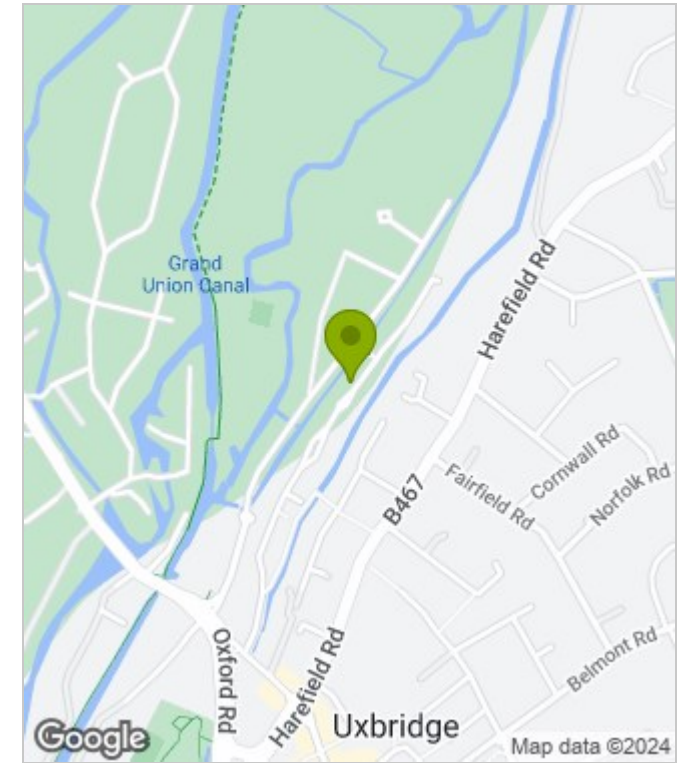 Grand
Union Canal
Harefield Rd
Cornwall Rd
Norfolk Rd
Fairfield Rd
B467
Belmont Rd
Oxford Rd
Harefield Rd
Uxbridge
Google
Map data ©2024